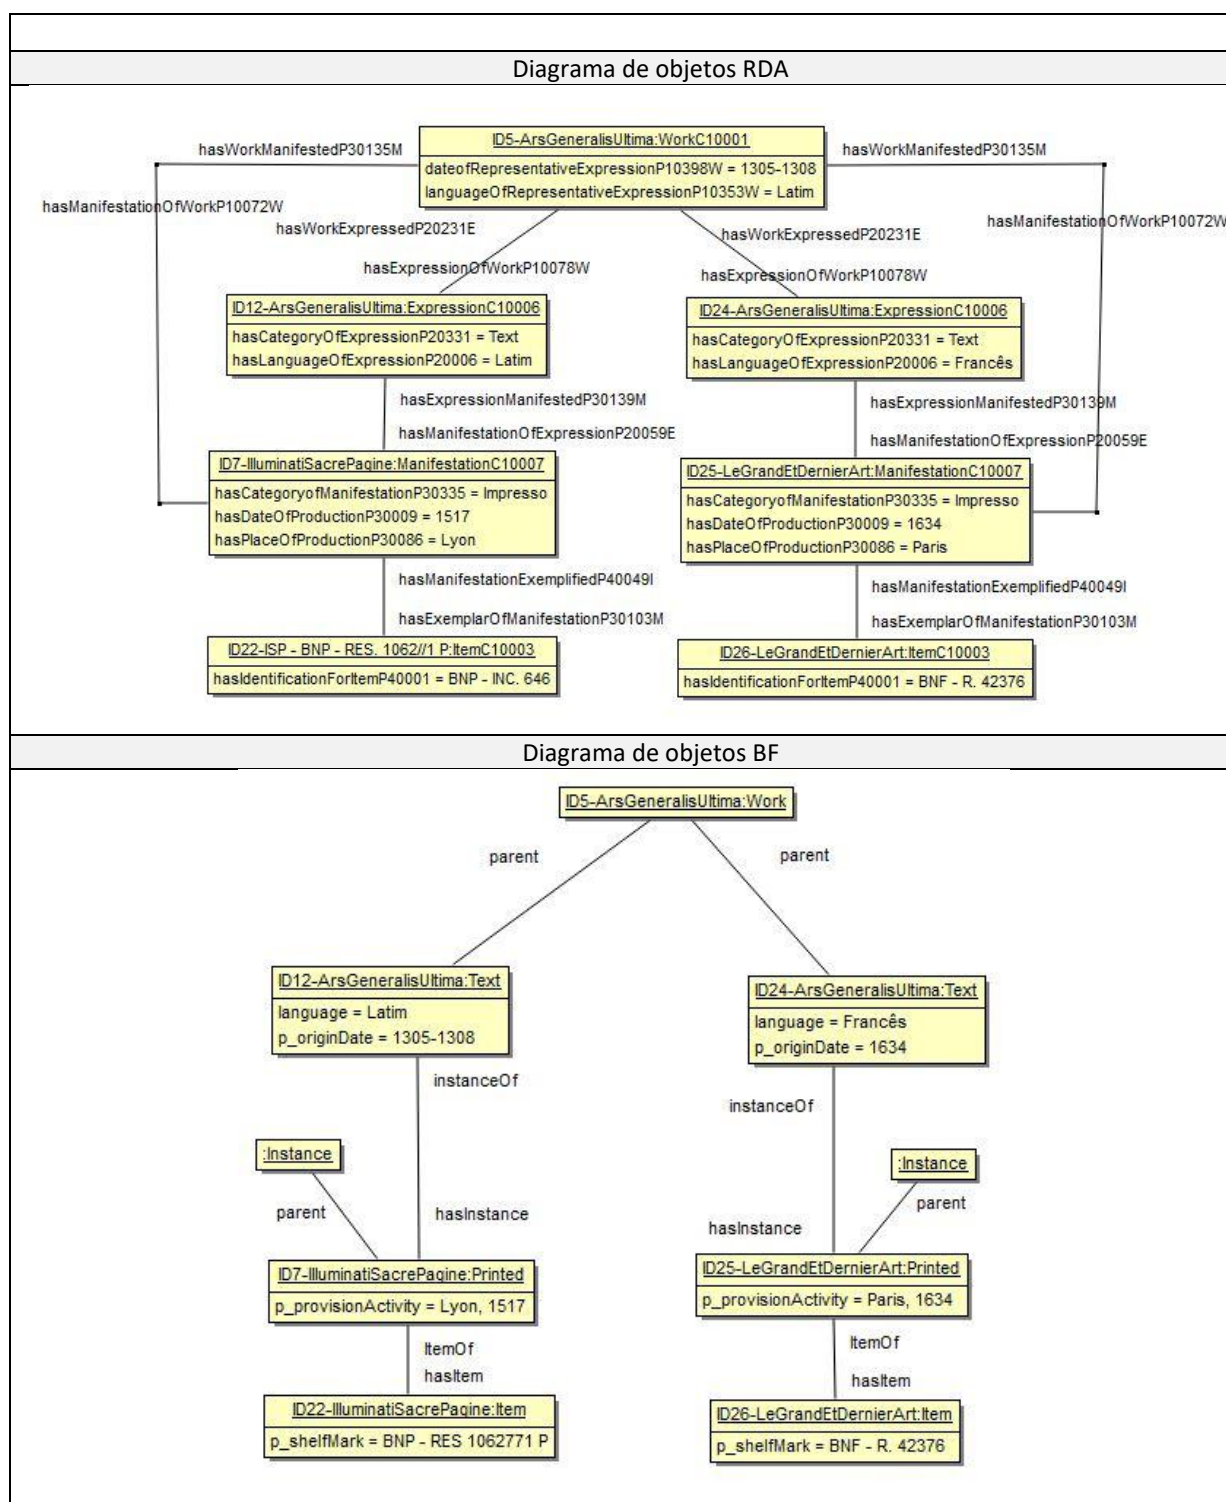 Diagrama de objetos RDA
ID5-ArsGeneralisUltima:WorkC10001
dateofRepresentativeExpressionP10398W = 1305-1308
languageOfRepresentativeExpressionP10353W = Latim
hasWorkManifestedP30135M
hasWorkManifestedP30135M
hasManifestationOfWorkP10072W
hasManifestationOfWorkP10072W
hasWorkExpressedP20231E
hasWorkExpressedP20231E
hasExpressionOfWorkP10078W
hasExpressionOfWorkP10078W
ID12-ArsGeneralisUltima:ExpressionC10006
hasCategoryOfExpressionP20331 = Text
hasLanguageOfExpressionP20006 = Latim
ID24-ArsGeneralisUltima:ExpressionC10006
hasCategoryOfExpressionP20331 = Text
hasLanguageOfExpressionP20006 = Francês
hasExpressionManifestedP30139M
hasManifestationOfExpressionP20059E
hasExpressionManifestedP30139M
hasManifestationOfExpressionP20059E
ID7-IlluminatiSacrePagine:ManifestationC10007
hasCategoryofManifestationP30335 = Impresso
hasDateOfProductionP30009 = 1517
hasPlaceOfProductionP30086 = Lyon
ID25-LeGrandEtDernierArt:ManifestationC10007
hasCategoryofManifestationP30335 = Impresso
hasDateOfProductionP30009 = 1634
hasPlaceOfProductionP30086 = Paris
hasManifestationExemplifiedP40049I
hasExemplarOfManifestationP30103M
hasManifestationExemplifiedP40049I
hasExemplarOfManifestationP30103M
ID22-ISP - BNP - RES. 1062//1 P:ItemC10003
hasIdentificationForItemP40001 = BNP - INC. 646
ID26-LeGrandEtDernierArt:ItemC10003
hasIdentificationForItemP40001 = BNF - R. 42376
Diagrama de objetos BF
ID5-ArsGeneralisUltima:Work
parent
parent
ID12-ArsGeneralisUltima:Text
language = Latim
p_originDate = 1305-1308
ID24-ArsGeneralisUltima:Text
language = Francês
p_originDate = 1634
instanceOf
instanceOf
:Instance
:Instance
parent
parent
hasInstance
hasInstance
ID7-IlluminatiSacrePagine:Printed
p_provisionActivity = Lyon, 1517
ID25-LeGrandEtDernierArt:Printed
p_provisionActivity = Paris, 1634
ItemOf
hasItem
ItemOf
hasItem
ID22-IlluminatiSacrePagine:Item
p_shelfMark = BNP - RES 1062771 P
ID26-LeGrandEtDernierArt:Item
p_shelfMark = BNF - R. 42376